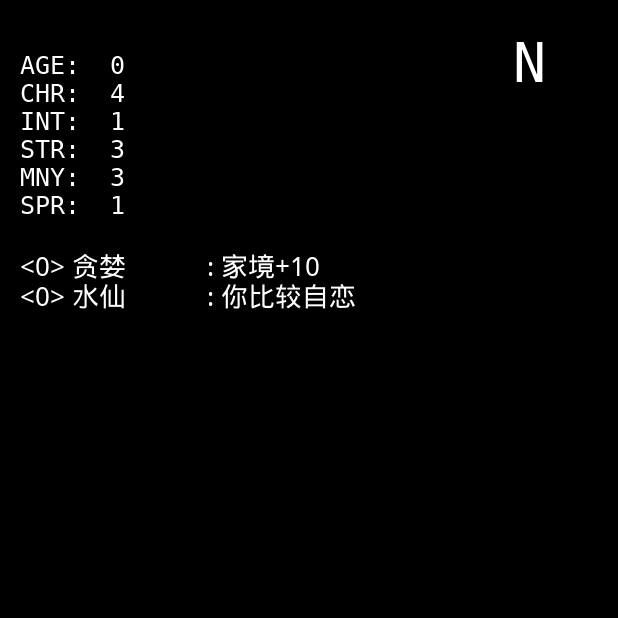 N
AGE: 0
CHR: 4
INT: 1
STR: 3
MNY: 3
SPR: 1
<0> 贪婪 : 家境+10
<0> 水仙 : 你比较自恋